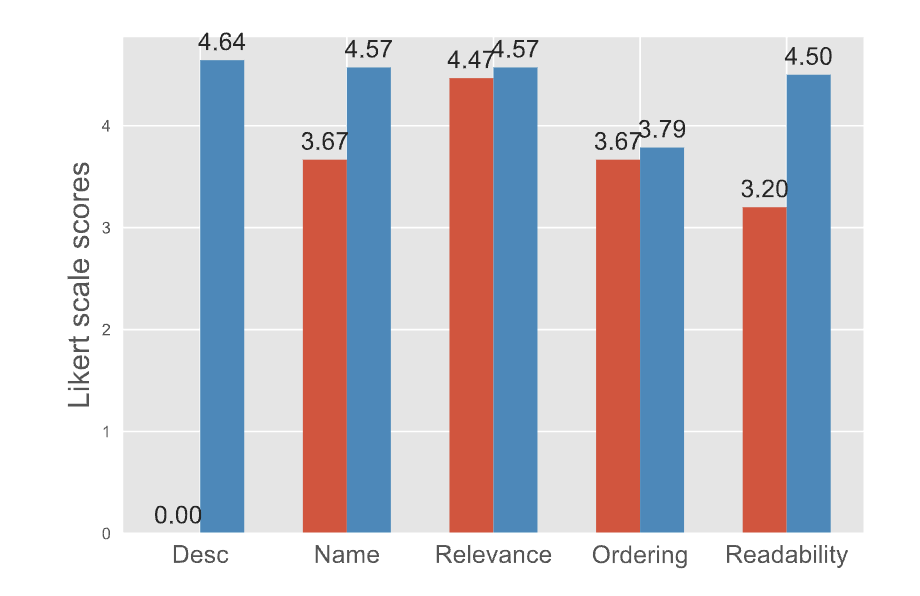 4.64
4.57
4.47
4.57
4.50
3.67
3.67
3.79
3.20
0.00
4
3
2
1
0
Likert scale scores
Desc
Name
Relevance
Ordering
Readability